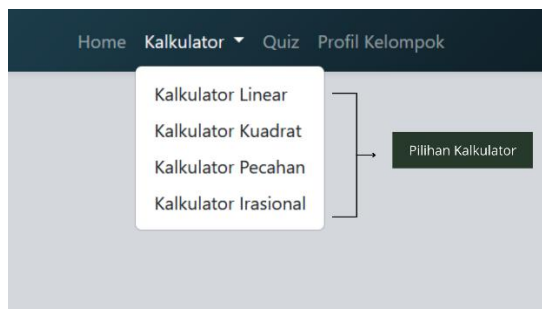 Home Kalkulator Quiz Profil Kelompok
Kalkulator Linear
Kalkulator Kuadrat
Kalkulator Pecahan
Kalkulator Irasional
Pilihan Kalkulator